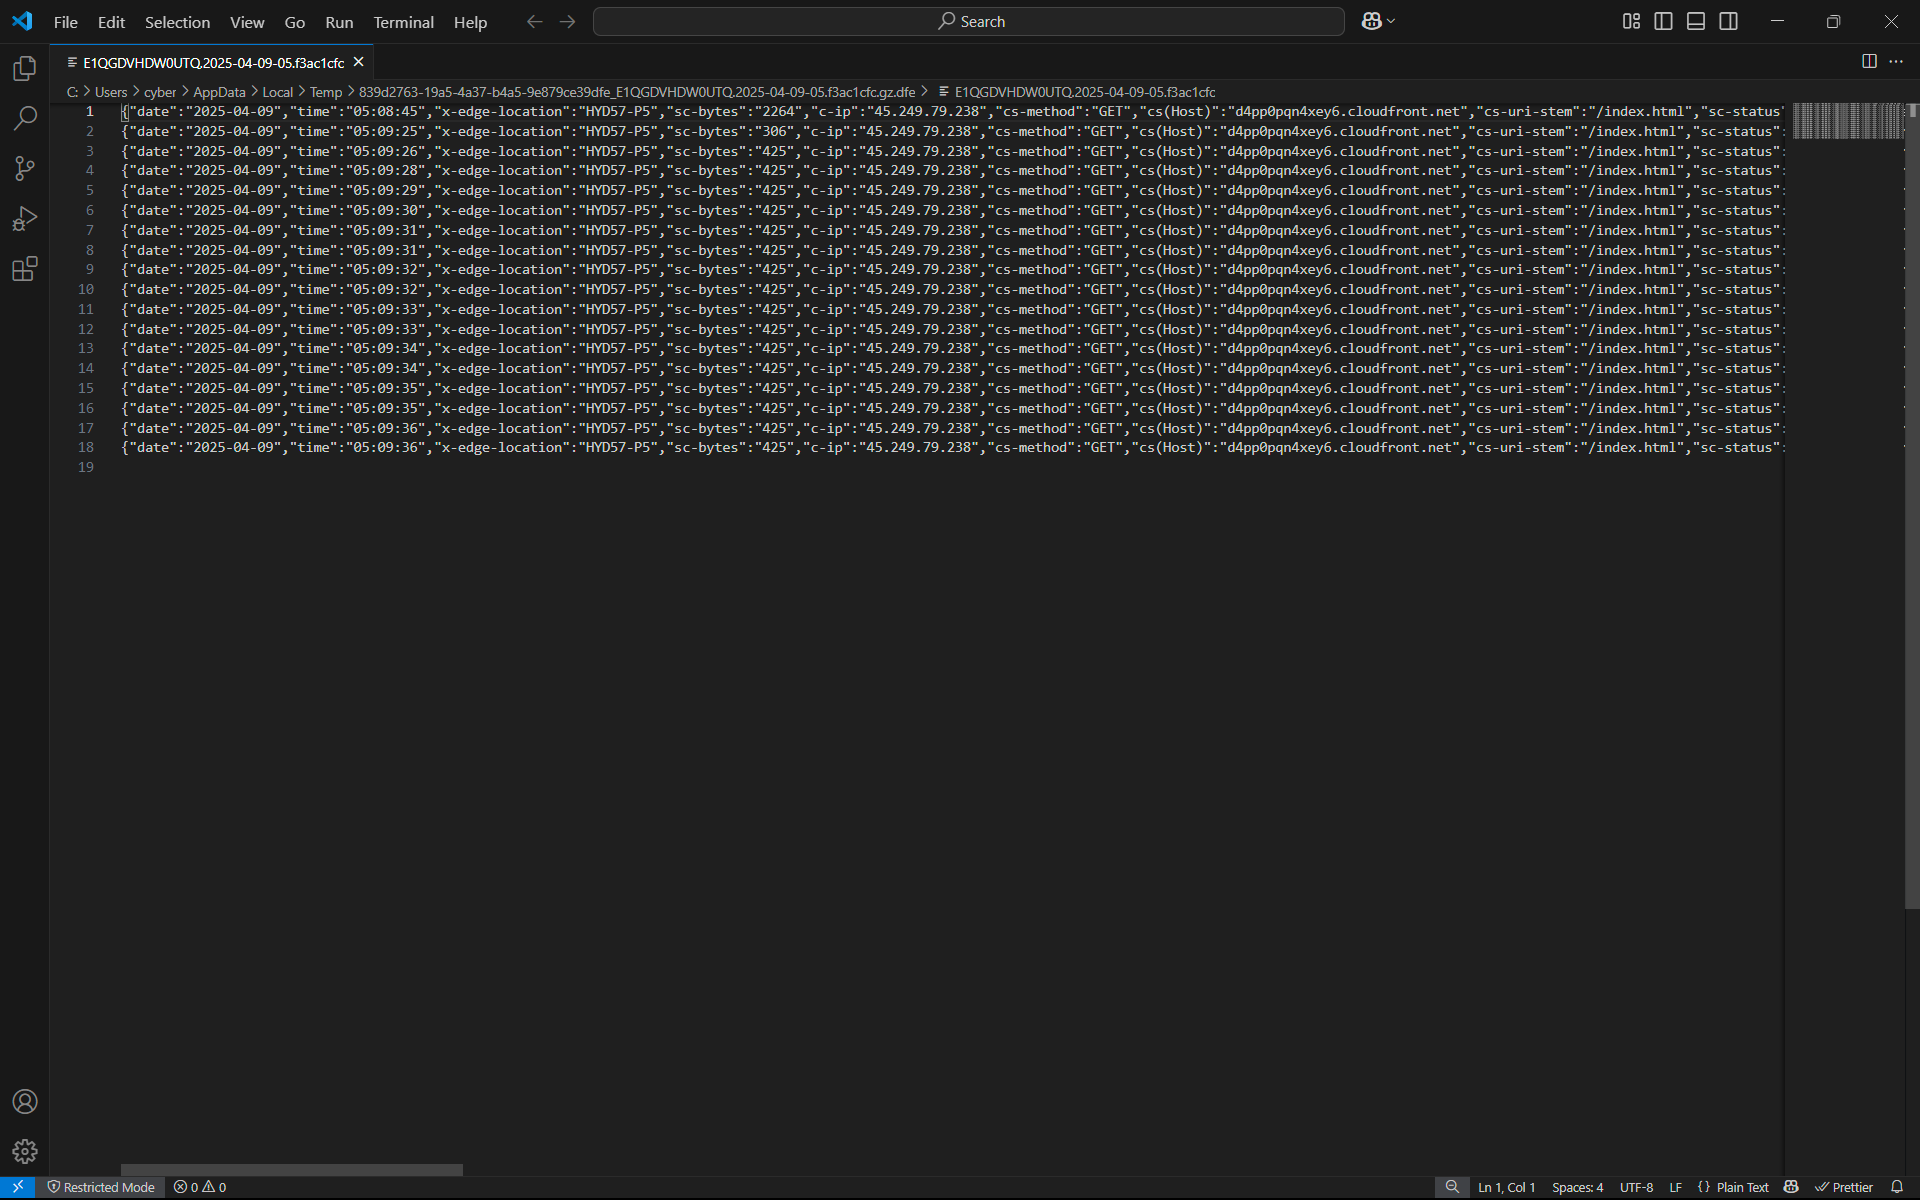 File Edit Selection View Go Run Terminal Help Search
E1QGDVHDW0UTQ.2025-04-09-05.f3ac1cfc
C: > Users > cyber > AppData > Local > Temp > 839d2763-19a5-4a37-b4a5-9e879ce39dfe_E1QGDVHDW0UTQ.2025-04-09-05.f3ac1cfc.gz.dfe > E1QGDVHDW0UTQ.2025-04-09-05.f3ac1cfc
1 {"date":"2025-04-09","time":"05:08:45","x-edge-location":"HYD57-P5","sc-bytes":"2264","c-ip":"45.249.79.238","cs-method":"GET","cs(Host)":"d4pp0pqn4xey6.cloudfront.net","cs-uri-stem":"/index.html","sc-status"
2 {"date":"2025-04-09","time":"05:09:25","x-edge-location":"HYD57-P5","sc-bytes":"306","c-ip":"45.249.79.238","cs-method":"GET","cs(Host)":"d4pp0pqn4xey6.cloudfront.net","cs-uri-stem":"/index.html","sc-status":
3 {"date":"2025-04-09","time":"05:09:26","x-edge-location":"HYD57-P5","sc-bytes":"425","c-ip":"45.249.79.238","cs-method":"GET","cs(Host)":"d4pp0pqn4xey6.cloudfront.net","cs-uri-stem":"/index.html","sc-status":
4 {"date":"2025-04-09","time":"05:09:28","x-edge-location":"HYD57-P5","sc-bytes":"425","c-ip":"45.249.79.238","cs-method":"GET","cs(Host)":"d4pp0pqn4xey6.cloudfront.net","cs-uri-stem":"/index.html","sc-status":
5 {"date":"2025-04-09","time":"05:09:29","x-edge-location":"HYD57-P5","sc-bytes":"425","c-ip":"45.249.79.238","cs-method":"GET","cs(Host)":"d4pp0pqn4xey6.cloudfront.net","cs-uri-stem":"/index.html","sc-status":
6 {"date":"2025-04-09","time":"05:09:30","x-edge-location":"HYD57-P5","sc-bytes":"425","c-ip":"45.249.79.238","cs-method":"GET","cs(Host)":"d4pp0pqn4xey6.cloudfront.net","cs-uri-stem":"/index.html","sc-status":
7 {"date":"2025-04-09","time":"05:09:31","x-edge-location":"HYD57-P5","sc-bytes":"425","c-ip":"45.249.79.238","cs-method":"GET","cs(Host)":"d4pp0pqn4xey6.cloudfront.net","cs-uri-stem":"/index.html","sc-status":
8 {"date":"2025-04-09","time":"05:09:31","x-edge-location":"HYD57-P5","sc-bytes":"425","c-ip":"45.249.79.238","cs-method":"GET","cs(Host)":"d4pp0pqn4xey6.cloudfront.net","cs-uri-stem":"/index.html","sc-status":
9 {"date":"2025-04-09","time":"05:09:32","x-edge-location":"HYD57-P5","sc-bytes":"425","c-ip":"45.249.79.238","cs-method":"GET","cs(Host)":"d4pp0pqn4xey6.cloudfront.net","cs-uri-stem":"/index.html","sc-status":
10 {"date":"2025-04-09","time":"05:09:32","x-edge-location":"HYD57-P5","sc-bytes":"425","c-ip":"45.249.79.238","cs-method":"GET","cs(Host)":"d4pp0pqn4xey6.cloudfront.net","cs-uri-stem":"/index.html","sc-status":
11 {"date":"2025-04-09","time":"05:09:33","x-edge-location":"HYD57-P5","sc-bytes":"425","c-ip":"45.249.79.238","cs-method":"GET","cs(Host)":"d4pp0pqn4xey6.cloudfront.net","cs-uri-stem":"/index.html","sc-status":
12 {"date":"2025-04-09","time":"05:09:33","x-edge-location":"HYD57-P5","sc-bytes":"425","c-ip":"45.249.79.238","cs-method":"GET","cs(Host)":"d4pp0pqn4xey6.cloudfront.net","cs-uri-stem":"/index.html","sc-status":
13 {"date":"2025-04-09","time":"05:09:34","x-edge-location":"HYD57-P5","sc-bytes":"425","c-ip":"45.249.79.238","cs-method":"GET","cs(Host)":"d4pp0pqn4xey6.cloudfront.net","cs-uri-stem":"/index.html","sc-status":
14 {"date":"2025-04-09","time":"05:09:34","x-edge-location":"HYD57-P5","sc-bytes":"425","c-ip":"45.249.79.238","cs-method":"GET","cs(Host)":"d4pp0pqn4xey6.cloudfront.net","cs-uri-stem":"/index.html","sc-status":
15 {"date":"2025-04-09","time":"05:09:35","x-edge-location":"HYD57-P5","sc-bytes":"425","c-ip":"45.249.79.238","cs-method":"GET","cs(Host)":"d4pp0pqn4xey6.cloudfront.net","cs-uri-stem":"/index.html","sc-status":
16 {"date":"2025-04-09","time":"05:09:35","x-edge-location":"HYD57-P5","sc-bytes":"425","c-ip":"45.249.79.238","cs-method":"GET","cs(Host)":"d4pp0pqn4xey6.cloudfront.net","cs-uri-stem":"/index.html","sc-status":
17 {"date":"2025-04-09","time":"05:09:36","x-edge-location":"HYD57-P5","sc-bytes":"425","c-ip":"45.249.79.238","cs-method":"GET","cs(Host)":"d4pp0pqn4xey6.cloudfront.net","cs-uri-stem":"/index.html","sc-status":
18 {"date":"2025-04-09","time":"05:09:36","x-edge-location":"HYD57-P5","sc-bytes":"425","c-ip":"45.249.79.238","cs-method":"GET","cs(Host)":"d4pp0pqn4xey6.cloudfront.net","cs-uri-stem":"/index.html","sc-status":
19
Restricted Mode 0 0 Ln 1, Col 1 Spaces: 4 UTF-8 LF {} Plain Text Prettier